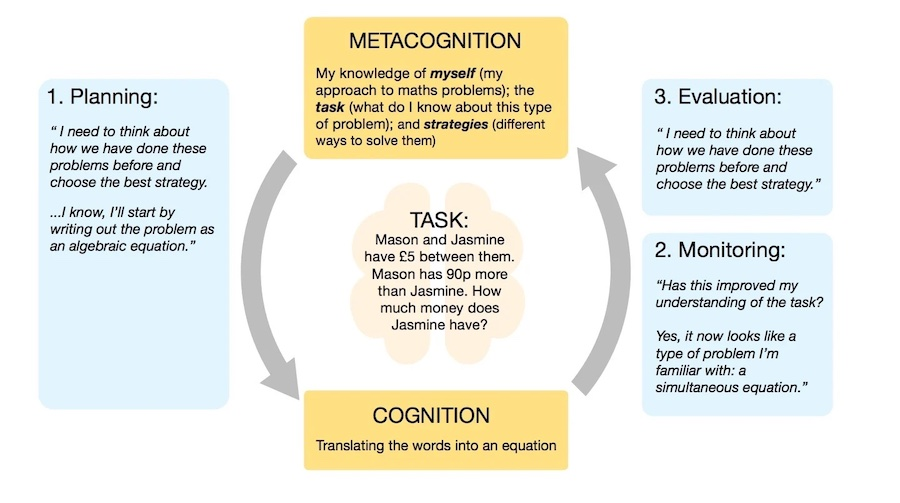 METACOGNITION
My knowledge of myself (my
approach to maths problems); the
task (what do I know about this type
of problem); and strategies (different
ways to solve them)
1. Planning:
“ I need to think about
how we have done these
problems before and
choose the best strategy.
...I know, I’ll start by
writing out the problem as
an algebraic equation.”
TASK:
Mason and Jasmine
have £5 between them.
Mason has 90p more
than Jasmine. How
much money does
Jasmine have?
COGNITION
Translating the words into an equation
3. Evaluation:
“ I need to think about
how we have done these
problems before and
choose the best strategy.”
2. Monitoring:
“Has this improved my
understanding of the task?
Yes, it now looks like a
type of problem I’m
familiar with: a
simultaneous equation.”